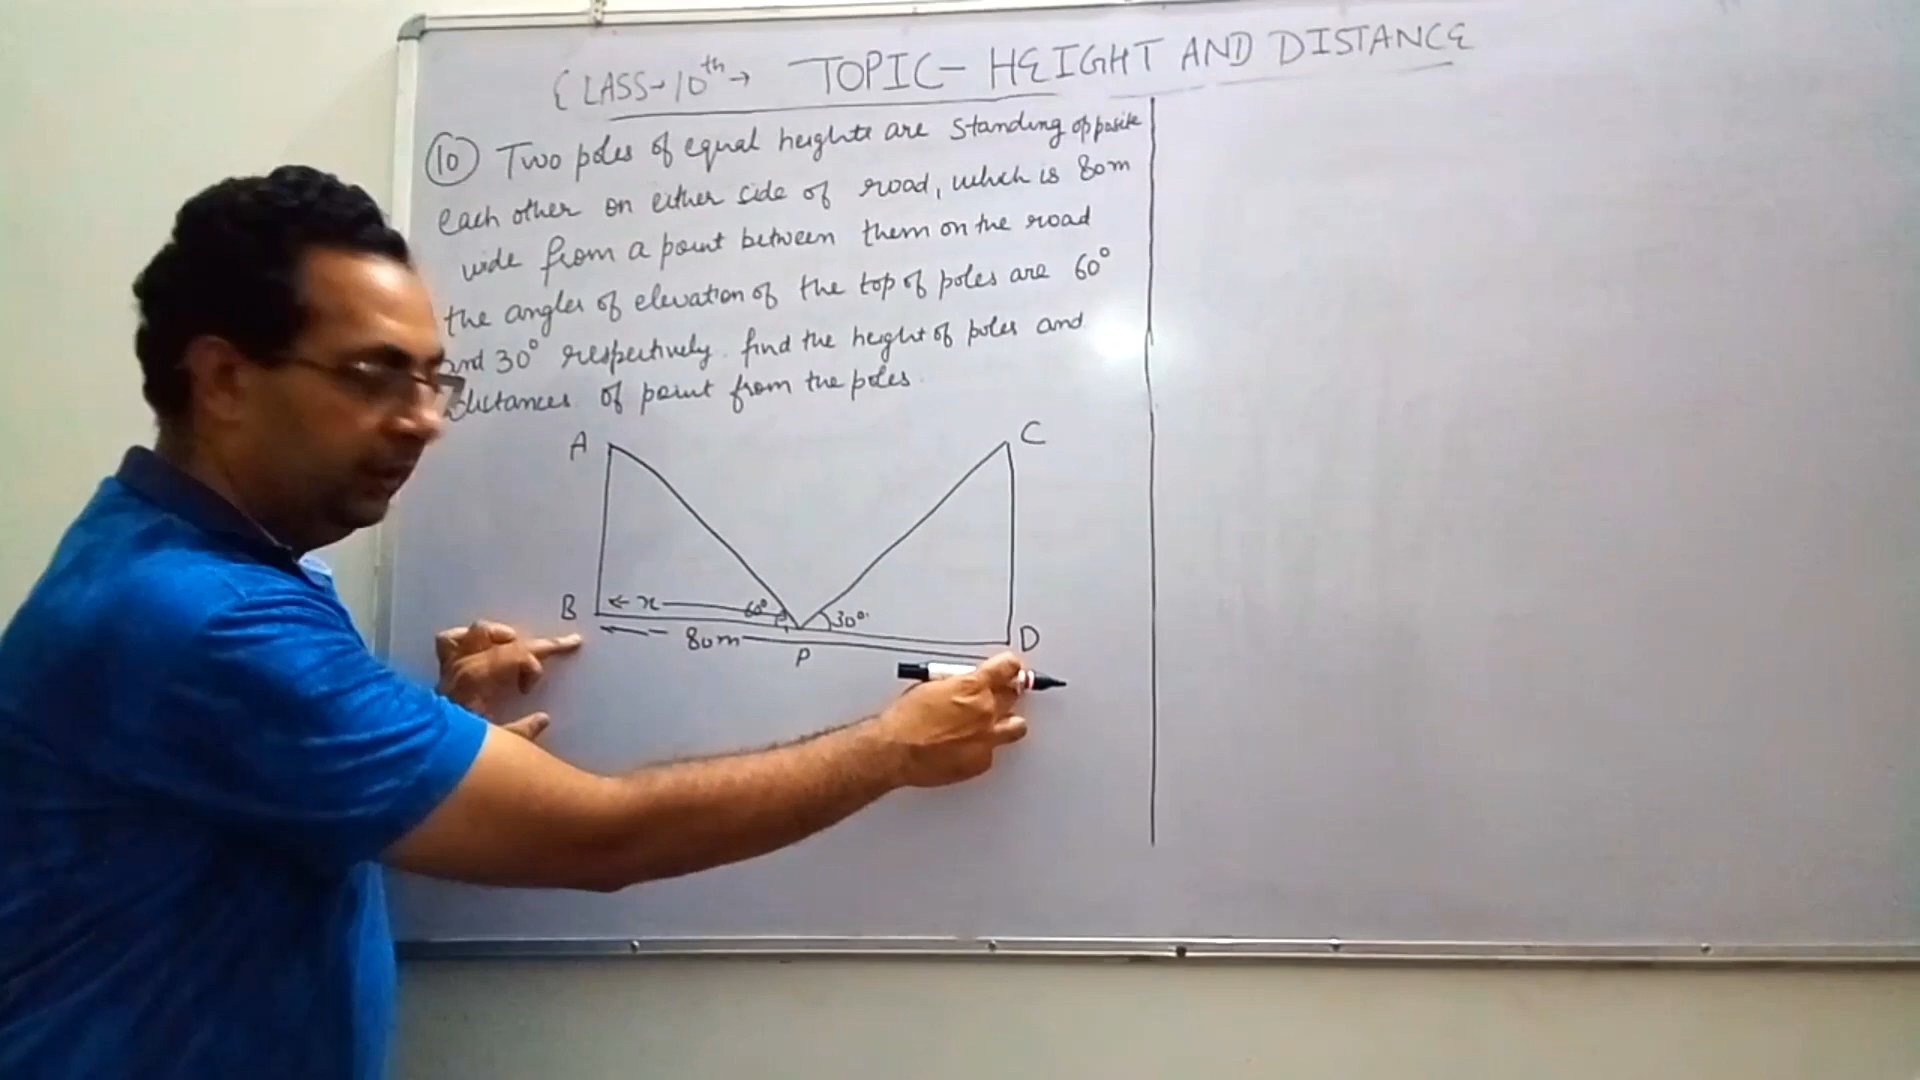 CLASS→10th→ TOPIC- HEIGHT AND DISTANCE
10 Two poles of equal heights are standing opposite
each other on either side of road, which is 80m
wide from a point between them on the road
the angles of elevation of the top of poles are 60°
and 30° respectively. find the height of poles and
distances of point from the poles.
A C
B ← x 60° 30° D
80m
P